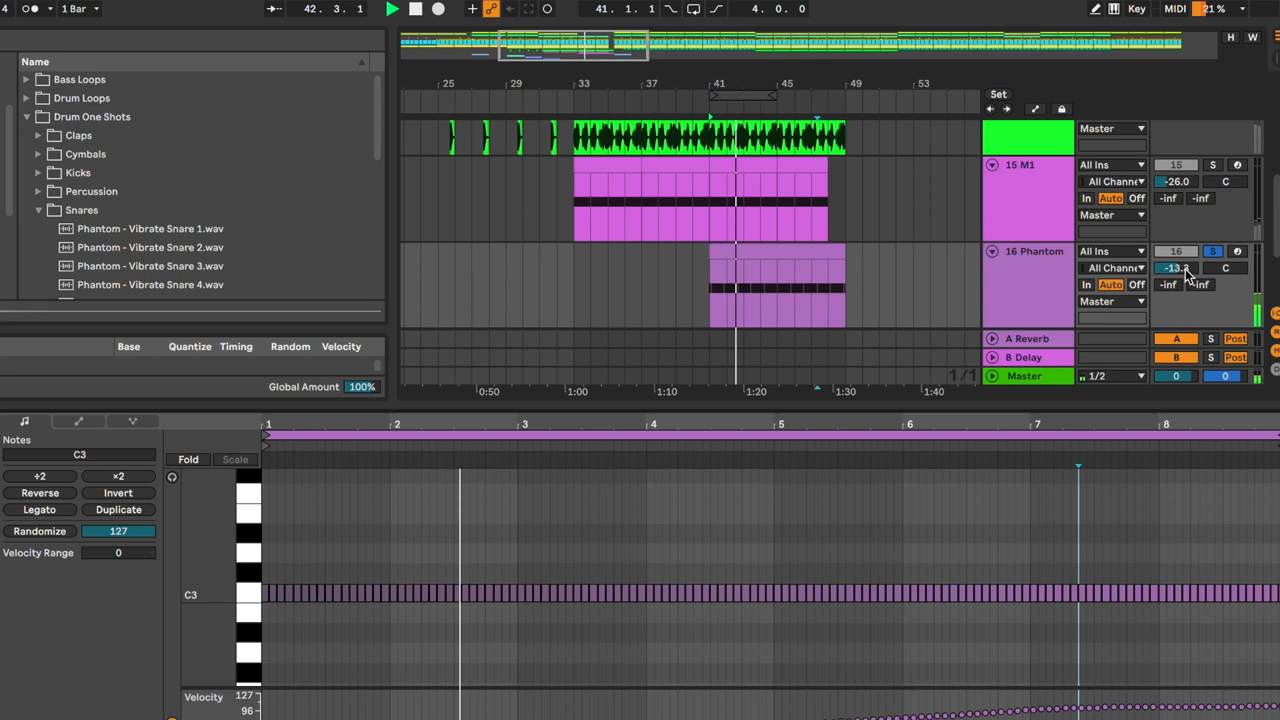 4 1 Bar 42. 3. 1 41. 1. 1 4. 0. 0 Key MIDI 21 %
H W
Name
Bass Loops
Drum Loops
Drum One Shots
Claps
Cymbals
Kicks
Percussion
Snares
Phantom - Vibrate Snare 1.wav
Phantom - Vibrate Snare 2.wav
Phantom - Vibrate Snare 3.wav
Phantom - Vibrate Snare 4.wav
Base Quantize Timing Random Velocity
Global Amount 100%
25 29 33 37 41 45 49 53
Set
Master
15 M1 All Ins 15 S
All Channe -26.0 C
In Auto Off -inf -inf
Master
16 Phantom All Ins 16 S
All Channe C
In Auto Off -inf -inf
Master
A Reverb A S Post
B Delay B S Post
1/1 Master 1/2 0 0
0:50 1:00 1:10 1:20 1:30 1:40
Notes
C3
÷2 ×2
Reverse Invert
Legato Duplicate
Randomize 127
Velocity Range 0
1 2 3 4 5 6 7 8
Fold Scale
C3
Velocity 127
96